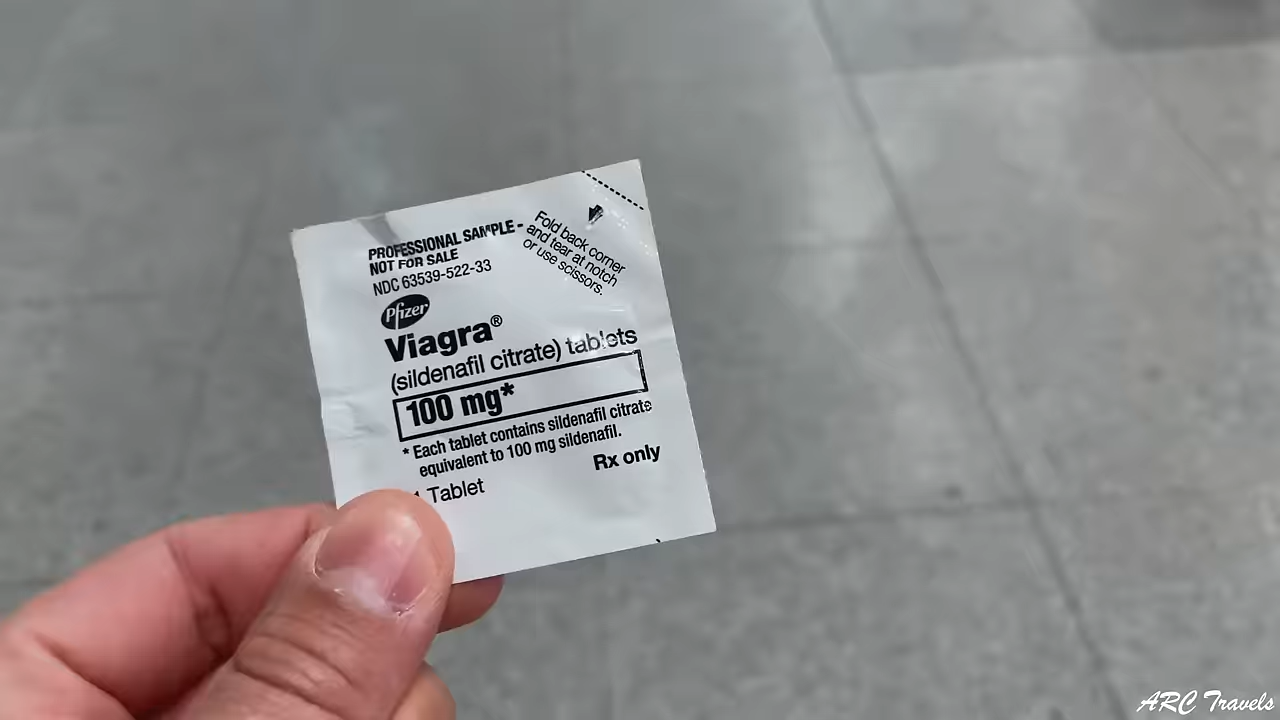 PROFESSIONAL SAMPLE -
NOT FOR SALE
NDC 63539-522-33
Fold back corner
and tear at notch
or use scissors.
Pfizer
Viagra®
(sildenafil citrate) tablets
100 mg*
* Each tablet contains sildenafil citrate
equivalent to 100 mg sildenafil.
Rx only
1 Tablet
ARC Travels